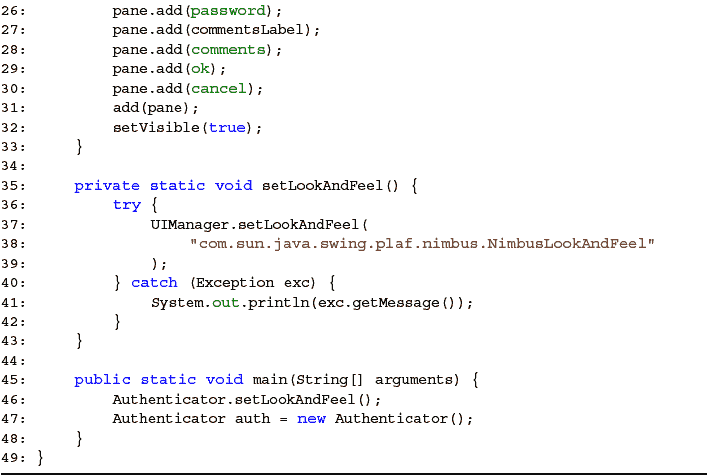 26:         pane.add(password);
27:         pane.add(commentsLabel);
28:         pane.add(comments);
29:         pane.add(ok);
30:         pane.add(cancel);
31:         add(pane);
32:         setVisible(true);
33:     }
34:
35:     private static void setLookAndFeel() {
36:         try {
37:             UIManager.setLookAndFeel(
38:                 "com.sun.java.swing.plaf.nimbus.NimbusLookAndFeel"
39:             );
40:         } catch (Exception exc) {
41:             System.out.println(exc.getMessage());
42:         }
43:     }
44:
45:     public static void main(String[] arguments) {
46:         Authenticator.setLookAndFeel();
47:         Authenticator auth = new Authenticator();
48:     }
49: }